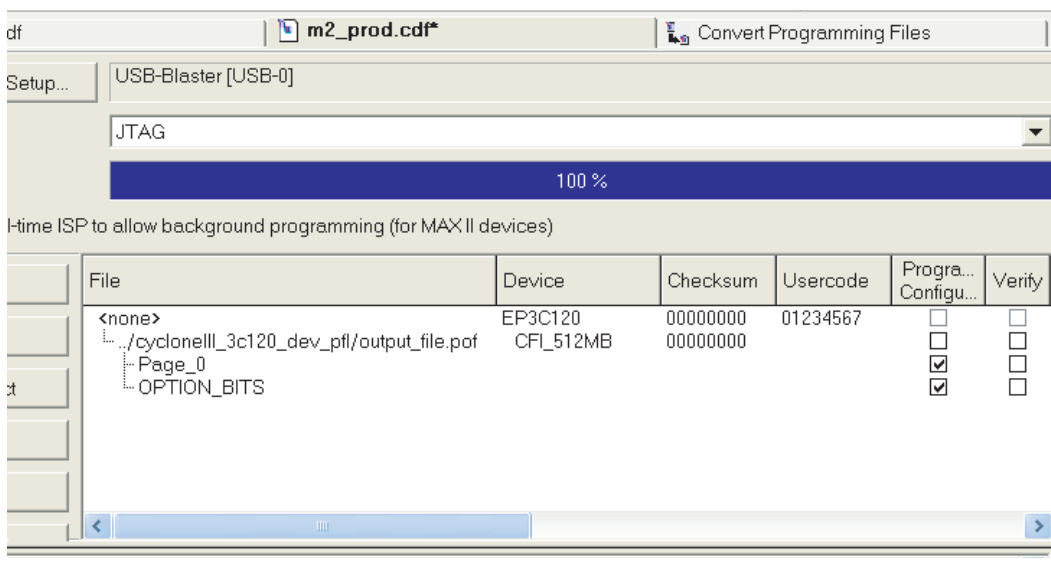 df
m2_prod.cdf*
Convert Programming Files
Setup...
USB-Blaster [USB-0]
JTAG
100 %
l-time ISP to allow background programming (for MAX II devices)
File Device Checksum Usercode Progra... Configu... Verify
<none> EP3C120 00000000 01234567
../cycloneIII_3c120_dev_pfl/output_file.pof CFI_512MB 00000000
Page_0
ct
OPTION_BITS